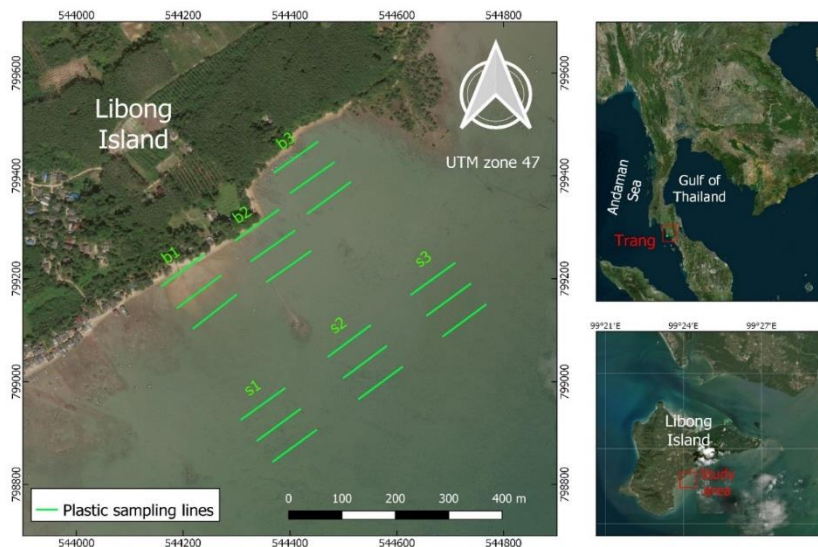 544000
544200
544400
544600
544800
799600
799400
799200
799000
798800
Libong
Island
UTM zone 47
b3
b2
b1
s3
s2
s1
Plastic sampling lines
0
100
200
300
400 m
799600
799400
799200
799000
798800
544000
544200
544400
544600
544800
Andaman
Sea
Gulf of
Thailand
Trang
99°21'E
99°24'E
99°27'E
Libong
Island
Study
area